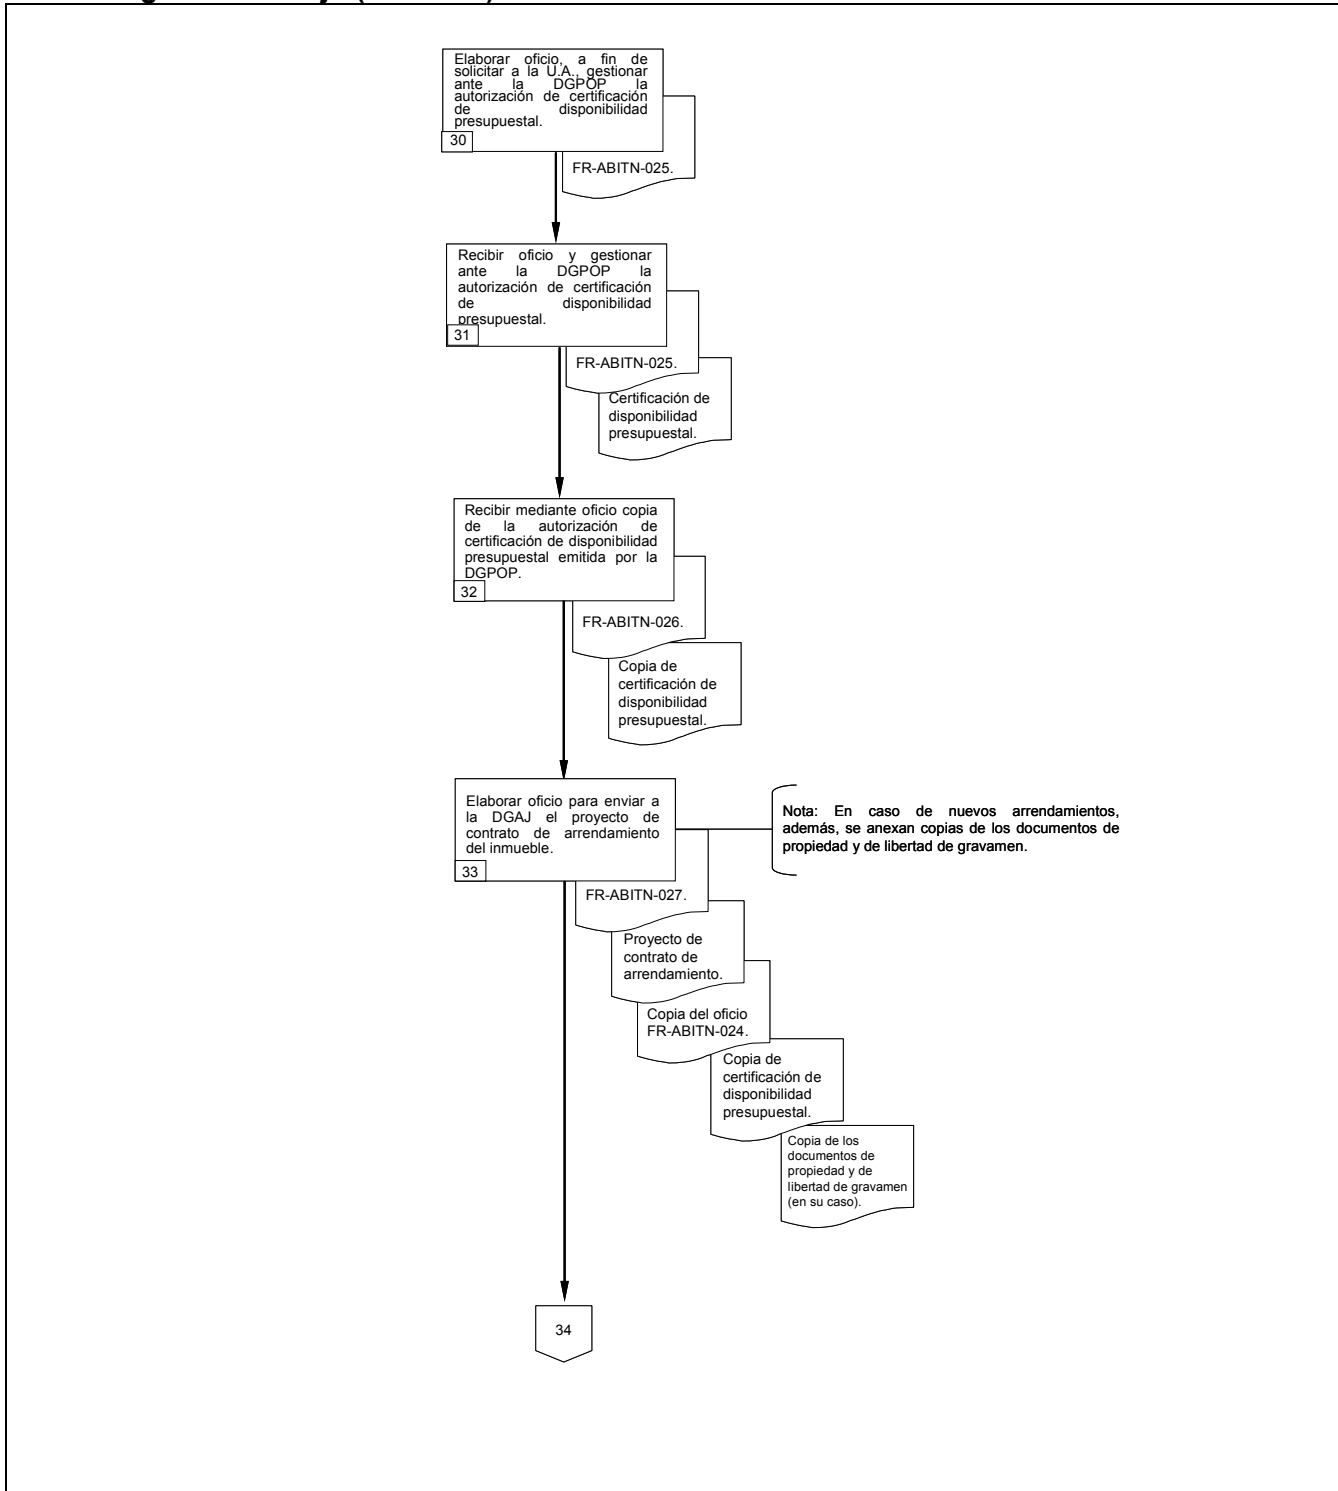 Elaborar oficio, a fin de
solicitar a la U.A., gestionar
ante la DGPOP la
autorización de certificación
de disponibilidad
presupuestal.
30
FR-ABITN-025.
Recibir oficio y gestionar
ante la DGPOP la
autorización de certificación
de disponibilidad
presupuestal.
31
FR-ABITN-025.
Certificación de
disponibilidad
presupuestal.
Recibir mediante oficio copia
de la autorización de
certificación de disponibilidad
presupuestal emitida por la
DGPOP.
32
FR-ABITN-026.
Copia de
certificación de
disponibilidad
presupuestal.
Elaborar oficio para enviar a
la DGAJ el proyecto de
contrato de arrendamiento
del inmueble.
33
Nota: En caso de nuevos arrendamientos,
además, se anexan copias de los documentos de
propiedad y de libertad de gravamen.
FR-ABITN-027.
Proyecto de
contrato de
arrendamiento.
Copia del oficio
FR-ABITN-024.
Copia de
certificación de
disponibilidad
presupuestal.
Copia de los
documentos de
propiedad y de
libertad de gravamen
(en su caso).
34